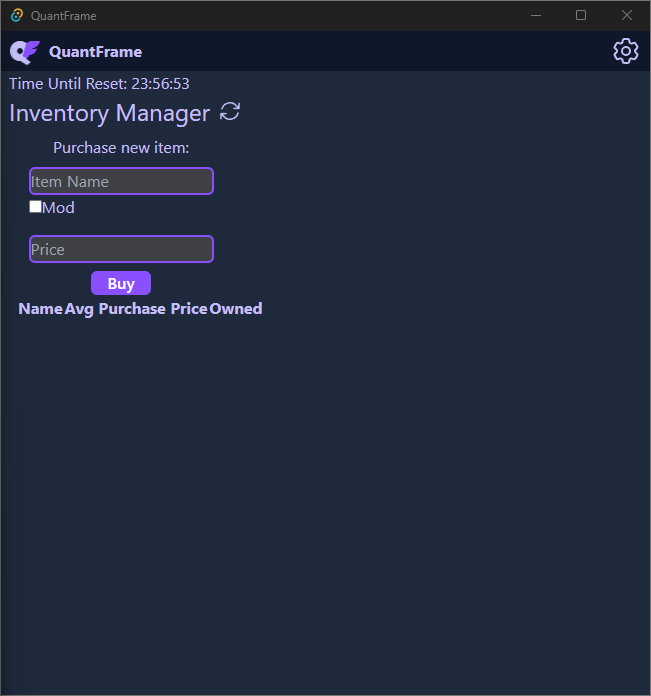 QuantFrame
QuantFrame
Time Until Reset: 23:56:53
Inventory Manager
Purchase new item:
Item Name
Mod
Price
Buy
Name Avg Purchase Price Owned